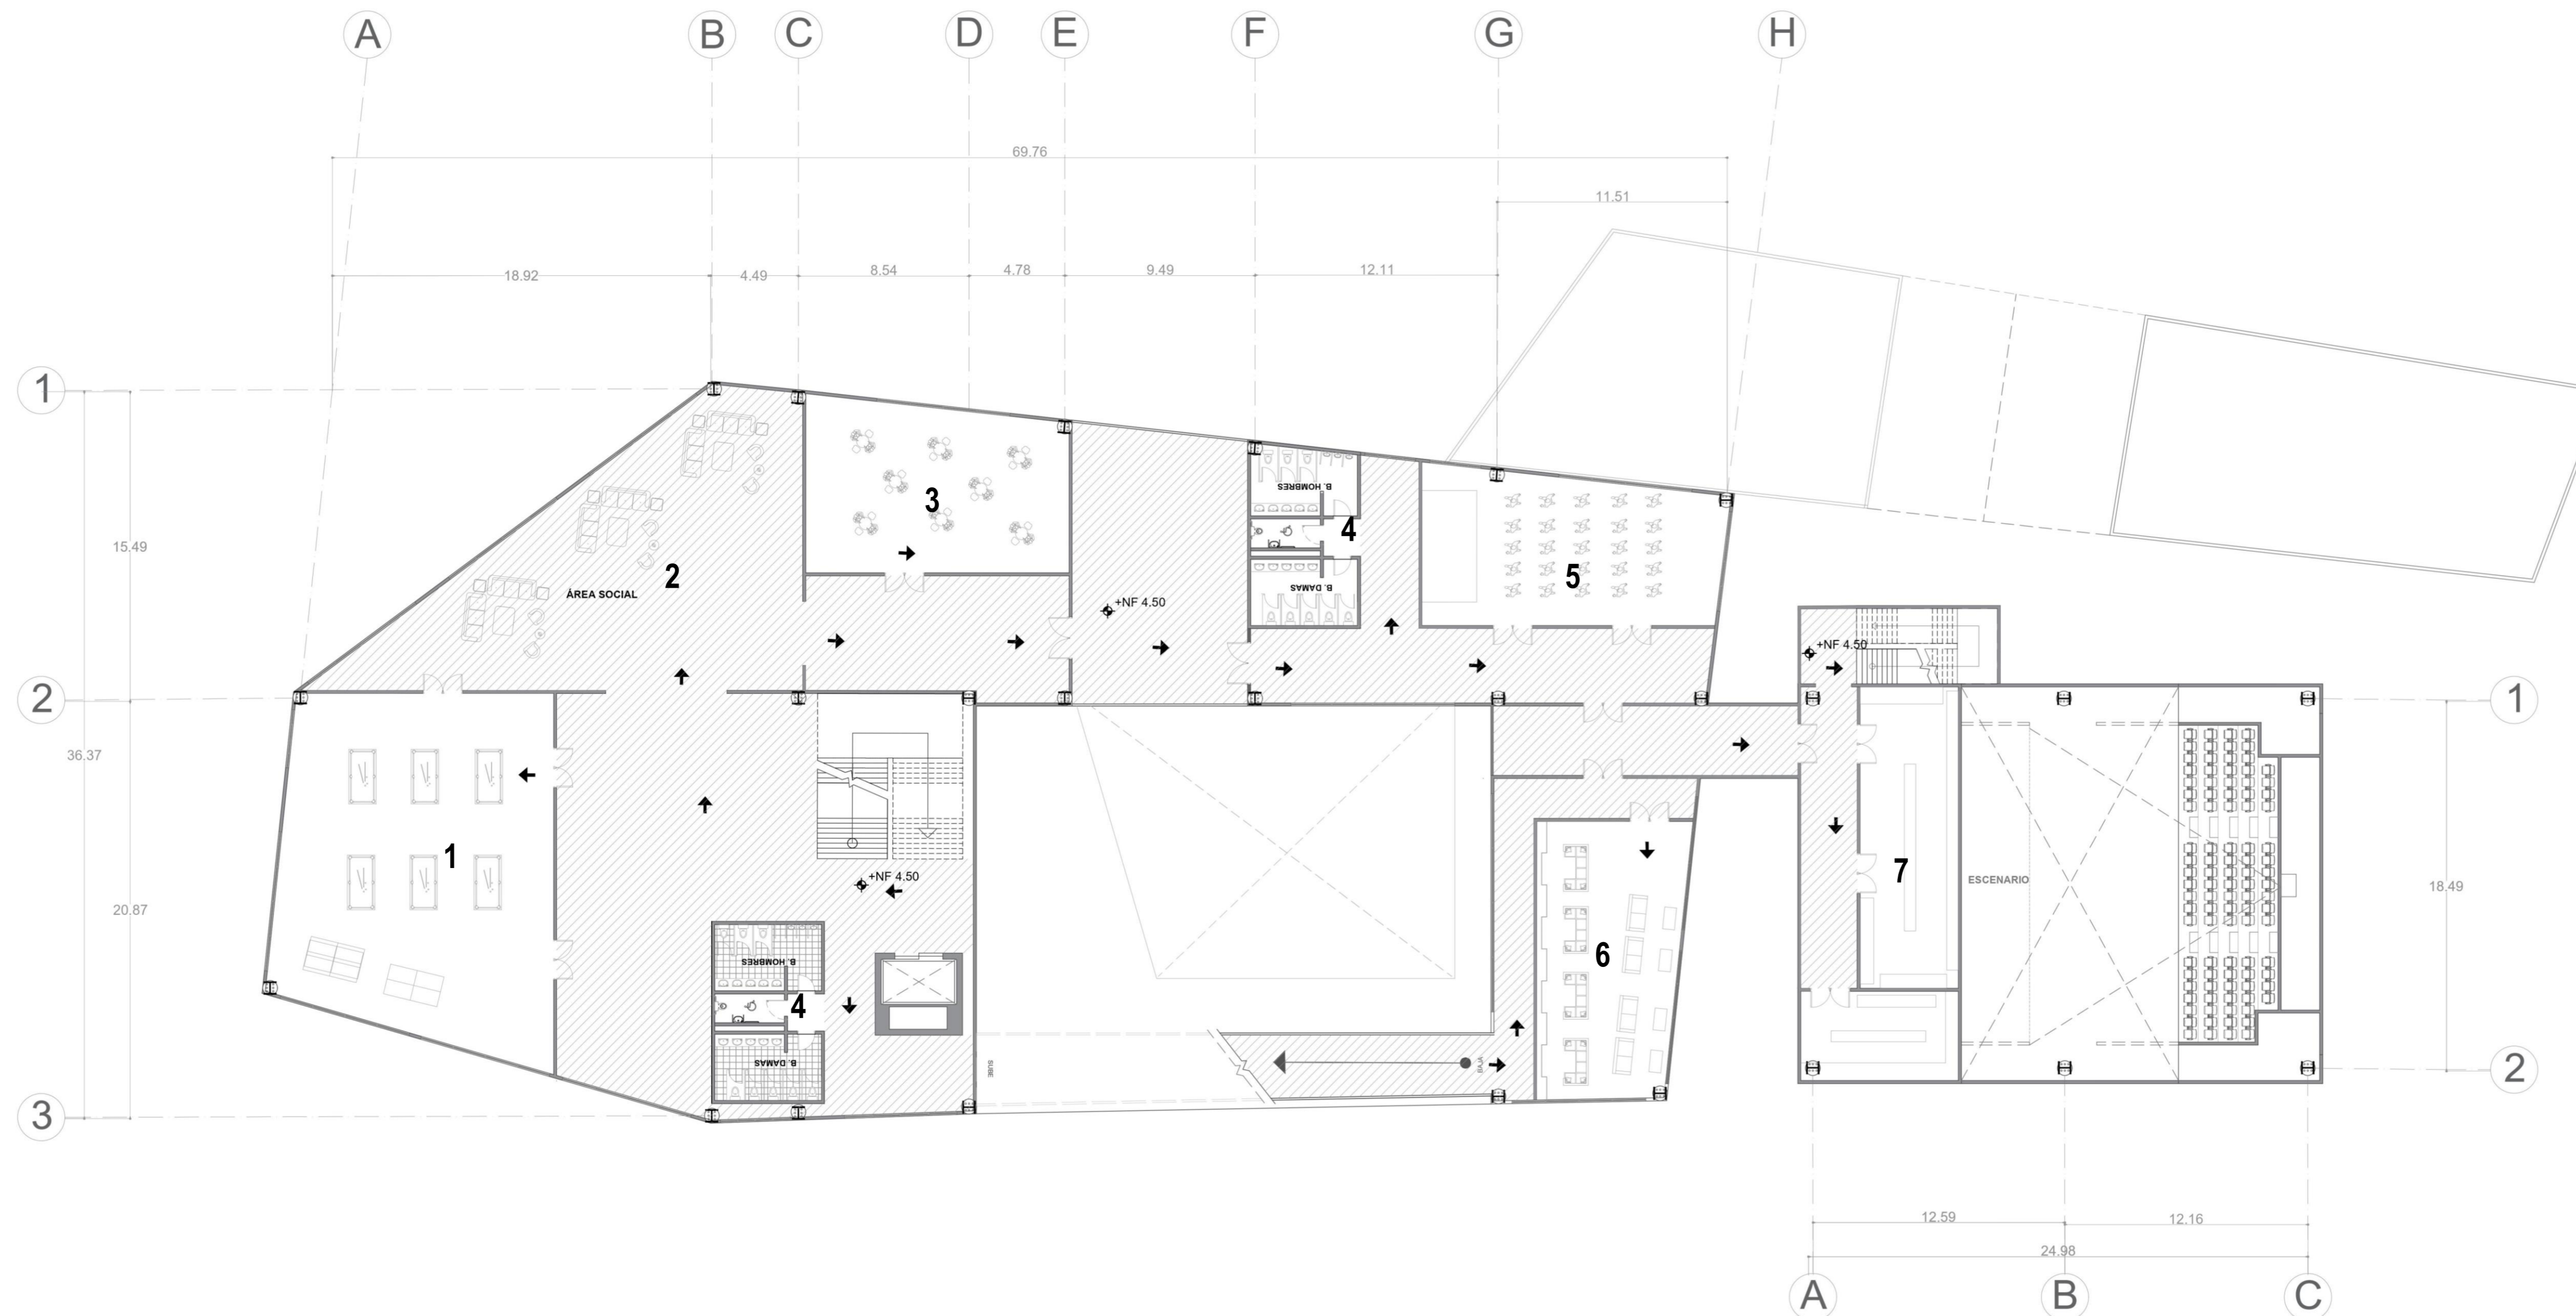 A B C D E F G H
69.76
11.51
18.92 4.49 8.54 4.78 9.49 12.11
1
B. HOMBRES
3
4
15.49
2
5
ÁREA SOCIAL
B. DAMAS
+NF 4.50
+NF 4.50
2
1
36.37
1
7
+NF 4.50
ESCENARIO
18.49
20.87
6
B. HOMBRES
4
B. DAMAS
SUBE
BAJA
2
3
12.59 12.16
24.98
A B C